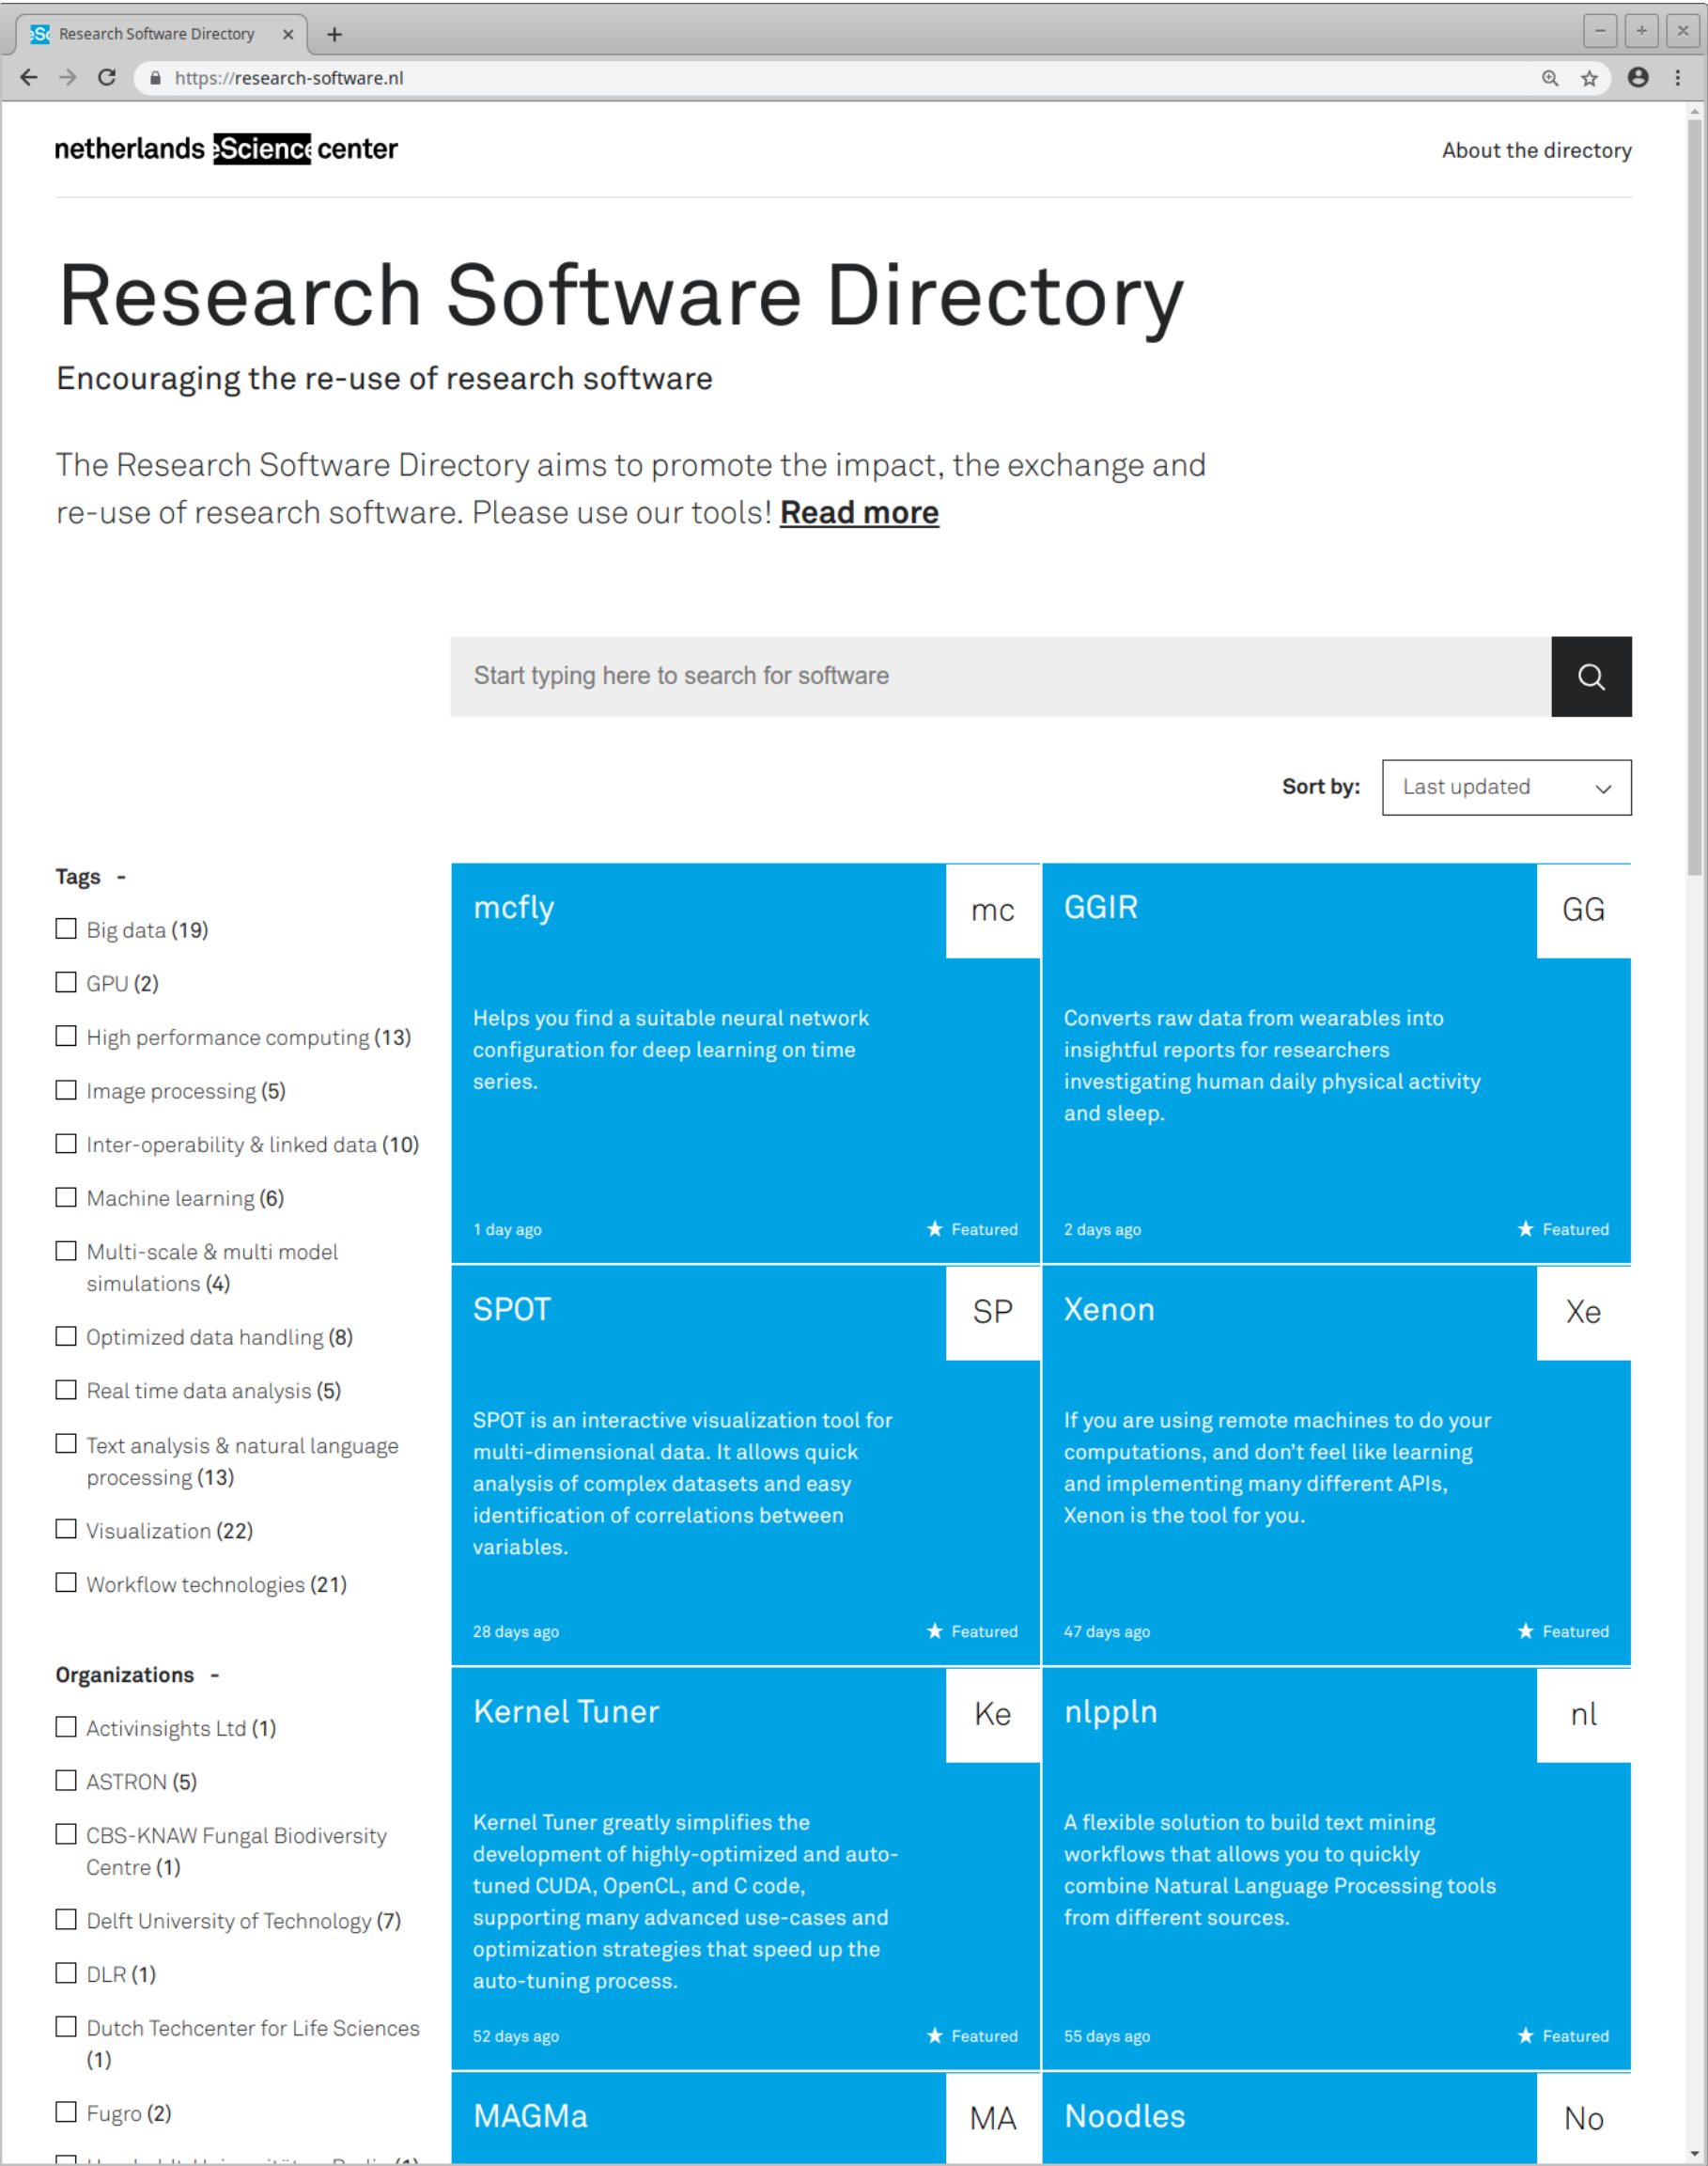 Research Software Directory
https://research-software.nl
netherlands eScience center
About the directory
Research Software Directory
Encouraging the re-use of research software
The Research Software Directory aims to promote the impact, the exchange and
re-use of research software. Please use our tools! Read more
Start typing here to search for software
Sort by: Last updated
Tags -
Big data (19)
GPU (2)
High performance computing (13)
Image processing (5)
Inter-operability & linked data (10)
Machine learning (6)
Multi-scale & multi model
simulations (4)
Optimized data handling (8)
Real time data analysis (5)
Text analysis & natural language
processing (13)
Visualization (22)
Workflow technologies (21)
Organizations -
Activinsights Ltd (1)
ASTRON (5)
CBS-KNAW Fungal Biodiversity
Centre (1)
Delft University of Technology (7)
DLR (1)
Dutch Techcenter for Life Sciences
(1)
Fugro (2)
mcfly
mc
Helps you find a suitable neural network
configuration for deep learning on time
series.
1 day ago
★ Featured
GGIR
GG
Converts raw data from wearables into
insightful reports for researchers
investigating human daily physical activity
and sleep.
2 days ago
★ Featured
SPOT
SP
SPOT is an interactive visualization tool for
multi-dimensional data. It allows quick
analysis of complex datasets and easy
identification of correlations between
variables.
28 days ago
★ Featured
Xenon
Xe
If you are using remote machines to do your
computations, and don't feel like learning
and implementing many different APIs,
Xenon is the tool for you.
47 days ago
★ Featured
Kernel Tuner
Ke
Kernel Tuner greatly simplifies the
development of highly-optimized and auto-
tuned CUDA, OpenCL, and C code,
supporting many advanced use-cases and
optimization strategies that speed up the
auto-tuning process.
52 days ago
★ Featured
nlppln
nl
A flexible solution to build text mining
workflows that allows you to quickly
combine Natural Language Processing tools
from different sources.
55 days ago
★ Featured
MAGMa
MA
Noodles
No